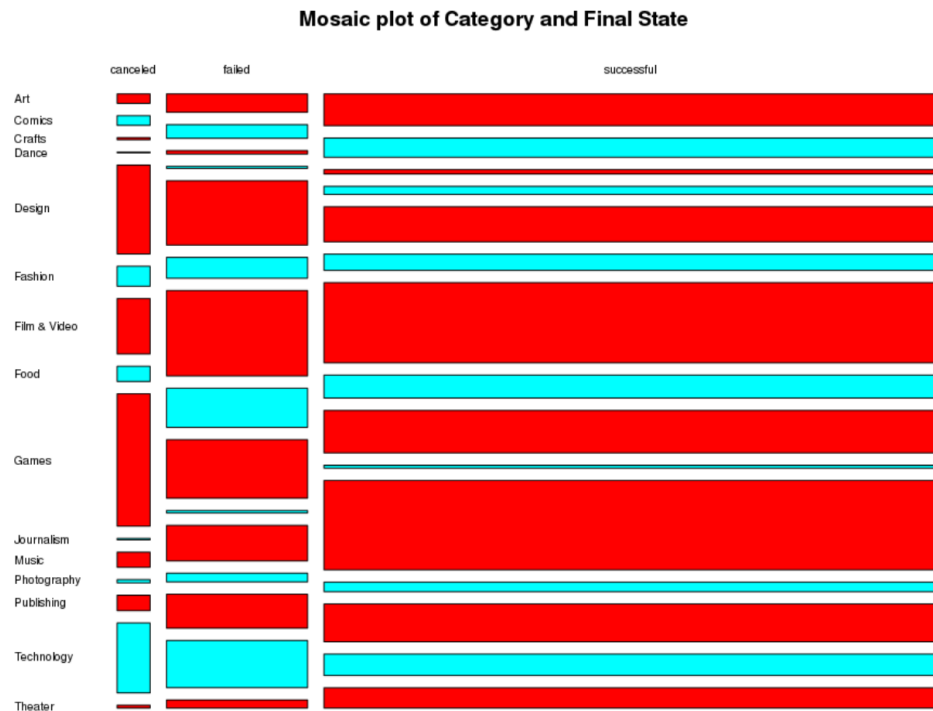 Mosaic plot of Category and Final State
canceled failed successful
Art
Comics
Crafts
Dance
Design
Fashion
Film & Video
Food
Games
Journalism
Music
Photography
Publishing
Technology
Theater